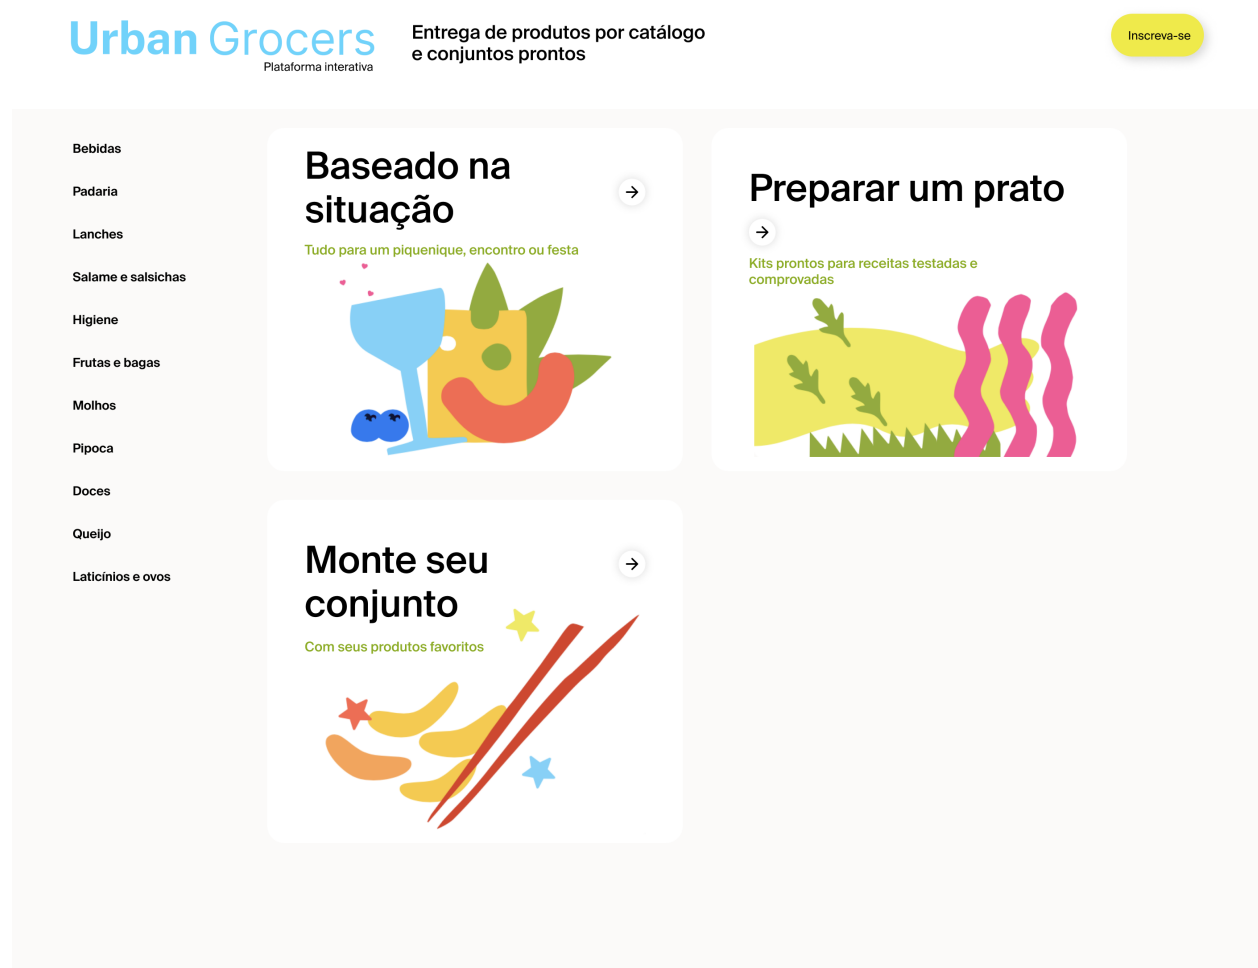 Urban Grocers
Plataforma interativa
Entrega de produtos por catálogo
e conjuntos prontos
Inscreva-se
Bebidas
Padaria
Lanches
Salame e salsichas
Higiene
Frutas e bagas
Molhos
Pipoca
Doces
Queijo
Laticínios e ovos
Baseado na
situação
Tudo para um piquenique, encontro ou festa
Preparar um prato
Kits prontos para receitas testadas e
comprovadas
Monte seu
conjunto
Com seus produtos favoritos